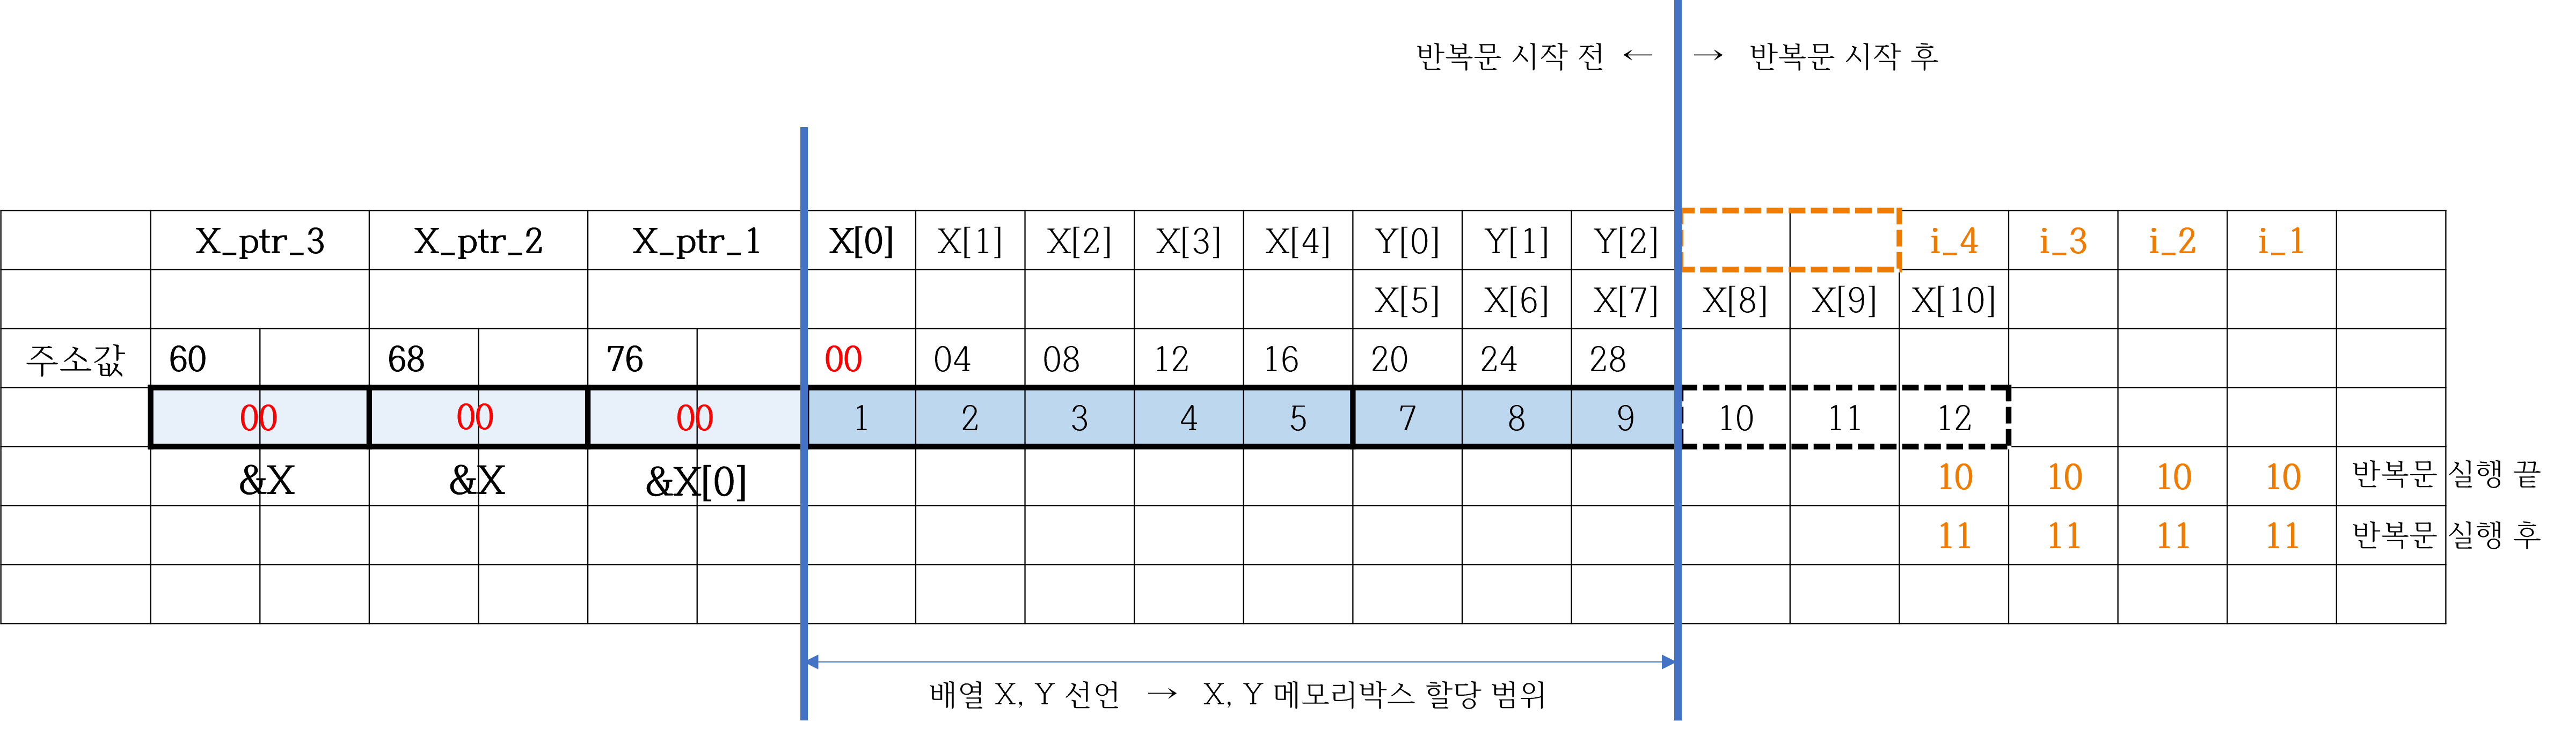 반복문 시작 전 ← → 반복문 시작 후
X_ptr_3 X_ptr_2 X_ptr_1 X[0] X[1] X[2] X[3] X[4] Y[0] Y[1] Y[2] i_4 i_3 i_2 i_1
X[5] X[6] X[7] X[8] X[9] X[10]
주소값 60 68 76 00 04 08 12 16 20 24 28
00 00 00 1 2 3 4 5 7 8 9 10 11 12
&X &X &X[0] 10 10 10 10 반복문 실행 끝
11 11 11 11 반복문 실행 후
배열 X, Y 선언 → X, Y 메모리박스 할당 범위